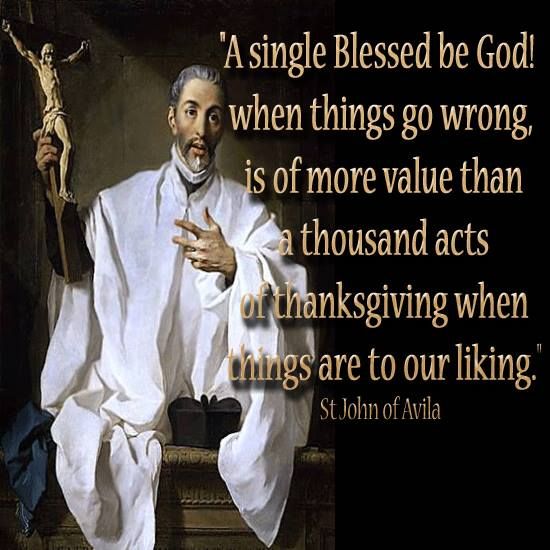 "A single Blessed be God!
when things go wrong,
is of more value than
a thousand acts
of thanksgiving when
things are to our liking."
St John of Avila